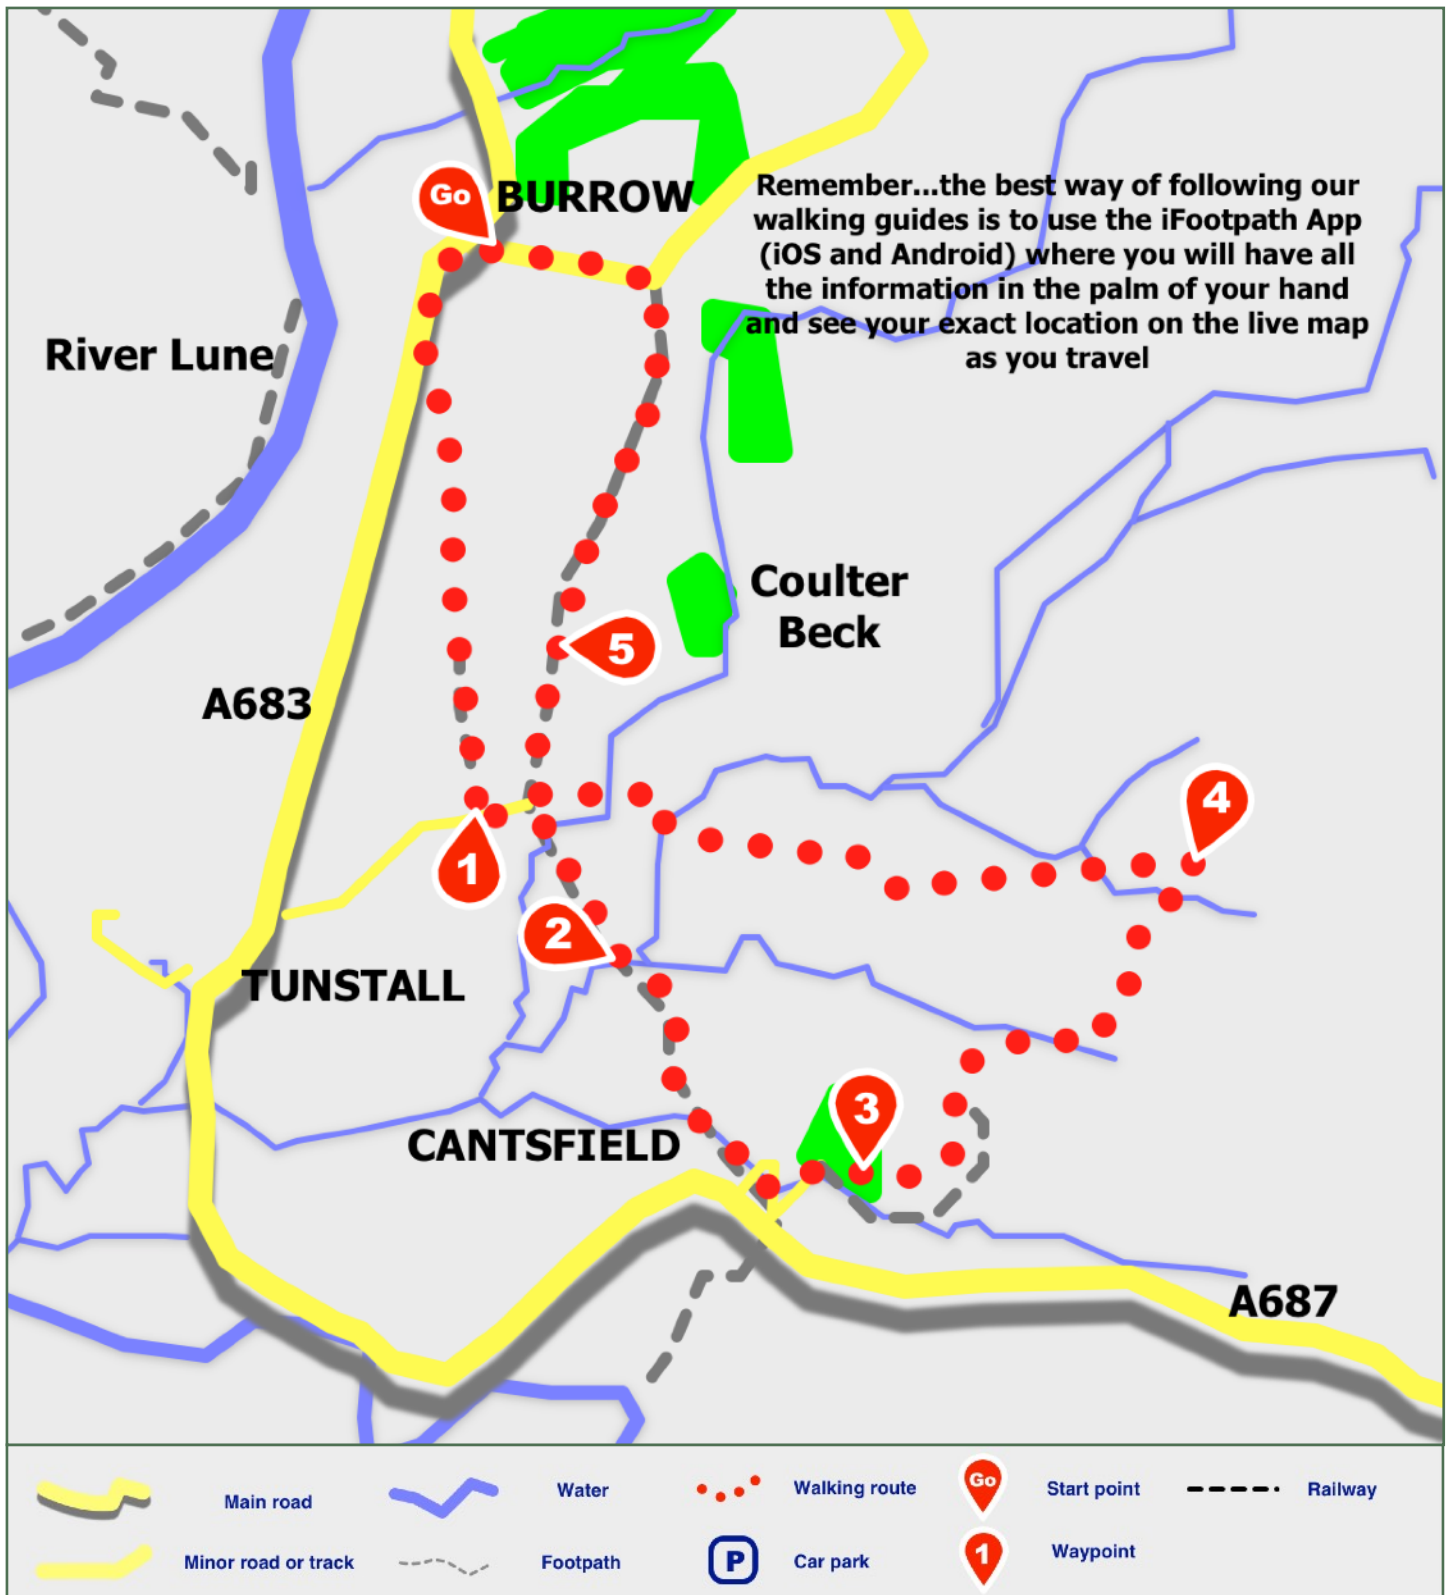 Go
BURROW
Remember...the best way of following our
walking guides is to use the iFootpath App
(iOS and Android) where you will have all
the information in the palm of your hand
and see your exact location on the live map
as you travel
River Lune
Coulter
Beck
5
A683
4
1
2
TUNSTALL
3
CANTSFIELD
A687
Main road
Water
Walking route
Go
Start point
Railway
Minor road or track
Footpath
P
Car park
1
Waypoint